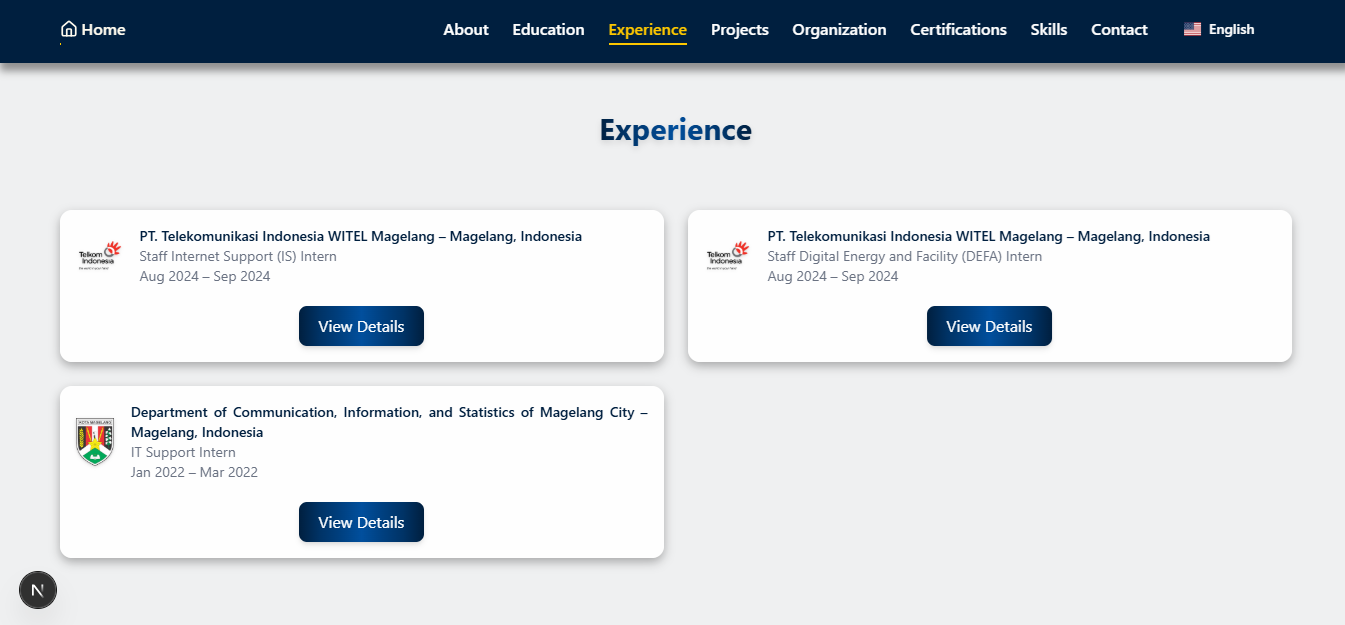 Home
About
Education
Experience
Projects
Organization
Certifications
Skills
Contact
English
Experience
Telkom
Indonesia
PT. Telekomunikasi Indonesia WITEL Magelang – Magelang, Indonesia
Staff Internet Support (IS) Intern
Aug 2024 – Sep 2024
View Details
Telkom
Indonesia
PT. Telekomunikasi Indonesia WITEL Magelang – Magelang, Indonesia
Staff Digital Energy and Facility (DEFA) Intern
Aug 2024 – Sep 2024
View Details
KOTA MAGELANG
Department of Communication, Information, and Statistics of Magelang City –
Magelang, Indonesia
IT Support Intern
Jan 2022 – Mar 2022
View Details
N